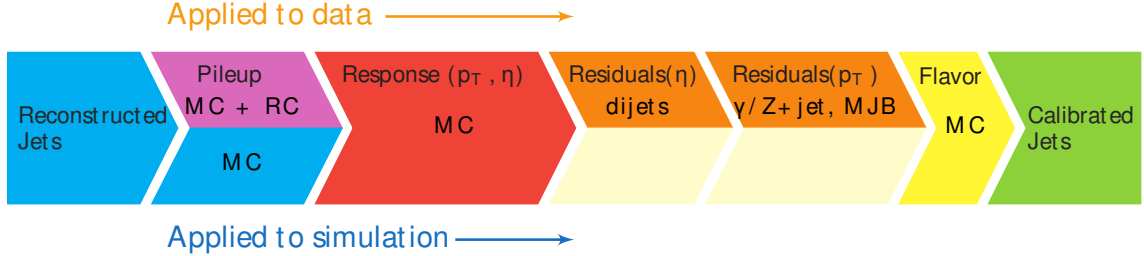 Applied to data
Reconstructed
Jets
Pileup
MC + RC
MC
Response (pT, η)
MC
Residuals(η)
dijets
Residuals(pT)
γ/Z+jet, MJB
Flavor
MC
Calibrated
Jets
Applied to simulation